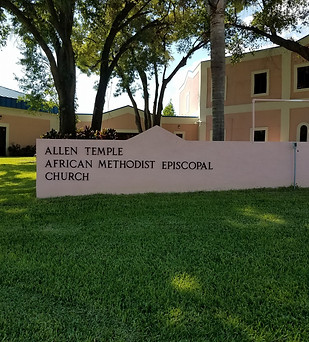 ALLEN TEMPLE
AFRICAN METHODIST EPISCOPAL
CHURCH